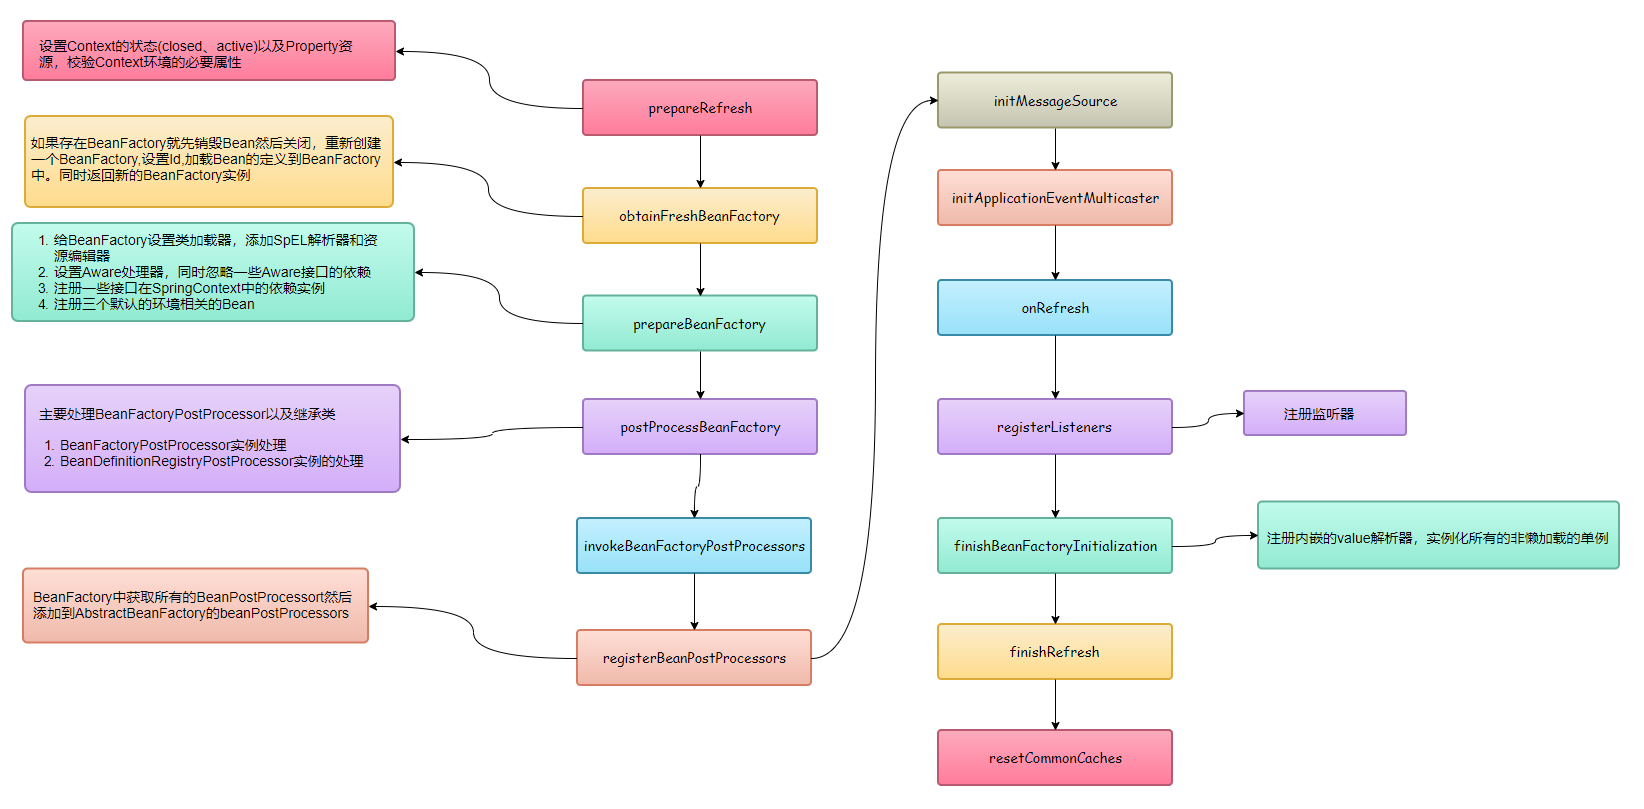 设置Context的状态(closed、active)以及Property资
源，校验Context环境的必要属性
prepareRefresh
如果存在BeanFactory就先销毁Bean然后关闭，重新创建
一个BeanFactory,设置Id,加载Bean的定义到BeanFactory
中。同时返回新的BeanFactory实例
obtainFreshBeanFactory
1. 给BeanFactory设置类加载器，添加SpEL解析器和资
源编辑器
2. 设置Aware处理器，同时忽略一些Aware接口的依赖
3. 注册一些接口在SpringContext中的依赖实例
4. 注册三个默认的环境相关的Bean
prepareBeanFactory
主要处理BeanFactoryPostProcessor以及继承类
1. BeanFactoryPostProcessor实例处理
2. BeanDefinitionRegistryPostProcessor实例的处理
postProcessBeanFactory
invokeBeanFactoryPostProcessors
BeanFactory中获取所有的BeanPostProcessort然后
添加到AbstractBeanFactory的beanPostProcessors
registerBeanPostProcessors
initMessageSource
initApplicationEventMulticaster
onRefresh
registerListeners
注册监听器
finishBeanFactoryInitialization
注册内嵌的value解析器，实例化所有的非懒加载的单例
finishRefresh
resetCommonCaches